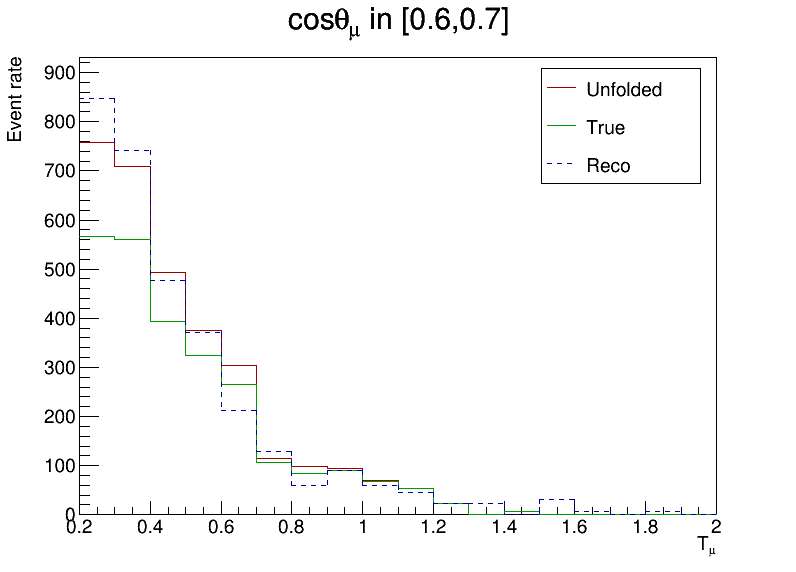 cosθμ in [0.6,0.7]
Event rate
Unfolded
True
Reco
900
800
700
600
500
400
300
200
100
0
0.2 0.4 0.6 0.8 1 1.2 1.4 1.6 1.8 2
Tμ